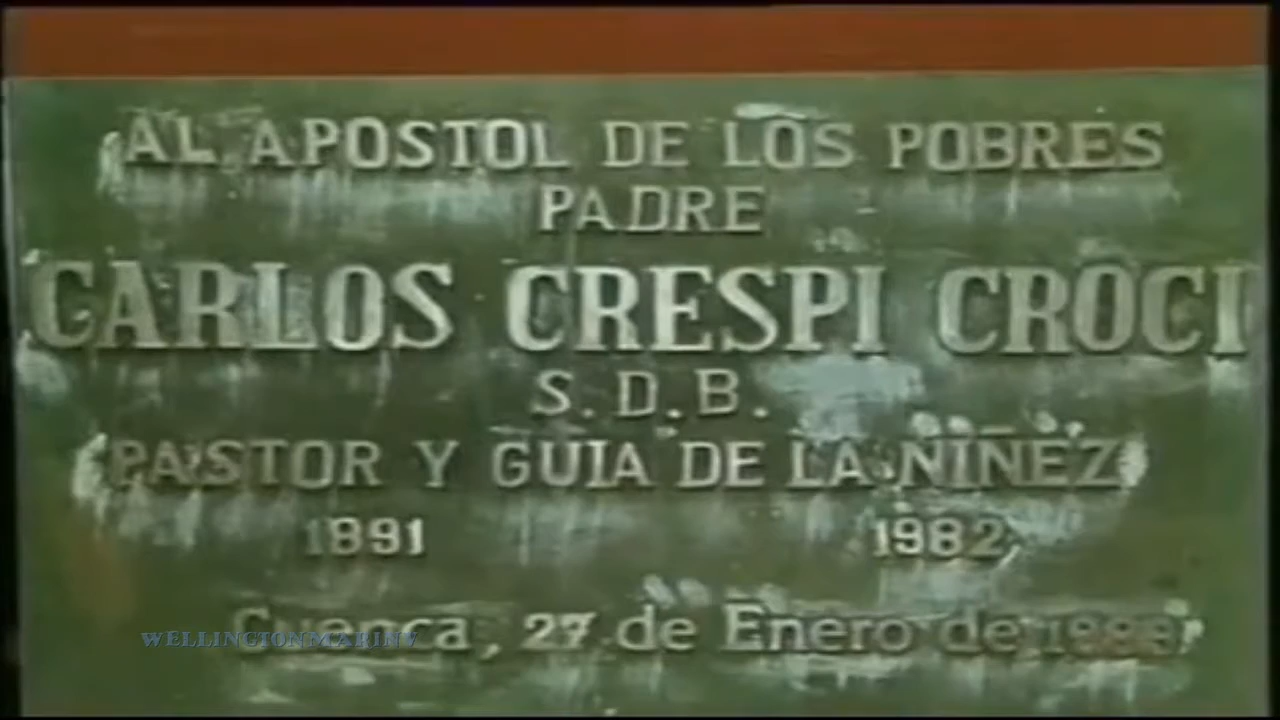 AL APOSTOL DE LOS POBRES
PADRE
CARLOS CRESPI CROCI
S.D.B.
PASTOR Y GUIA DE LA NIÑEZ
1891 1982
Cuenca, 27 de Enero de
WELLINGTONMARINV